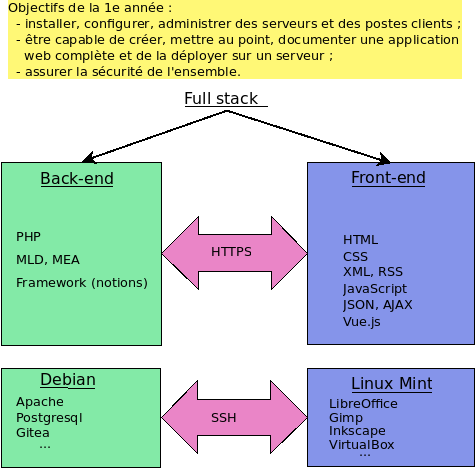 Objectifs de la 1e année :
- installer, configurer, administrer des serveurs et des postes clients ;
- être capable de créer, mettre au point, documenter une application
web complète et de la déployer sur un serveur ;
- assurer la sécurité de l'ensemble.
Full stack
Back-end
PHP
MLD, MEA
Framework (notions)
HTTPS
Front-end
HTML
CSS
XML, RSS
JavaScript
JSON, AJAX
Vue.js
Debian
Apache
Postgresql
Gitea
...
SSH
Linux Mint
LibreOffice
Gimp
Inkscape
VirtualBox
...